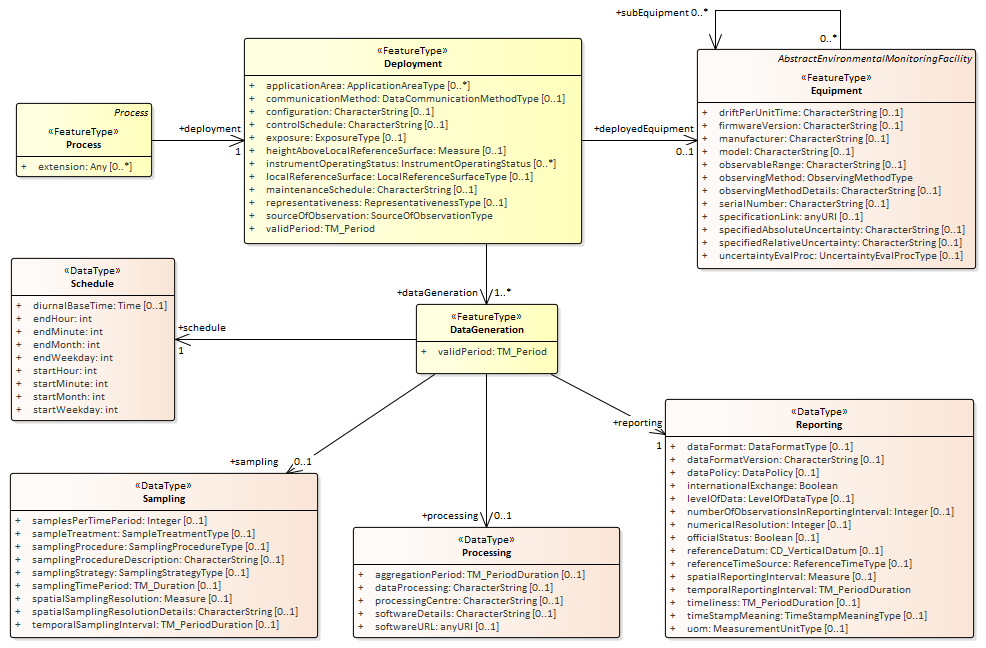 +subEquipment 0..*
0..*
«FeatureType»
Deployment
+ applicationArea: ApplicationAreaType [0..*]
+ communicationMethod: DataCommunicationMethodType [0..1]
+ configuration: CharacterString [0..1]
+ controlSchedule: CharacterString [0..1]
+ exposure: ExposureType [0..1]
+ heightAboveLocalReferenceSurface: Measure [0..1]
+ instrumentOperatingStatus: InstrumentOperatingStatus [0..*]
+ localReferenceSurface: LocalReferenceSurfaceType [0..1]
+ maintenanceSchedule: CharacterString [0..1]
+ representativeness: RepresentativenessType [0..1]
+ sourceOfObservation: SourceOfObservationType
+ validPeriod: TM_Period
AbstractEnvironmentalMonitoringFacility
«FeatureType»
Equipment
+ driftPerUnitTime: CharacterString [0..1]
+ firmwareVersion: CharacterString [0..1]
+ manufacturer: CharacterString [0..1]
+ model: CharacterString [0..1]
+ observableRange: CharacterString [0..1]
+ observingMethod: ObservingMethodType
+ observingMethodDetails: CharacterString [0..1]
+ serialNumber: CharacterString [0..1]
+ specificationLink: anyURI [0..1]
+ specifiedAbsoluteUncertainty: CharacterString [0..1]
+ specifiedRelativeUncertainty: CharacterString [0..1]
+ uncertaintyEvalProc: UncertaintyEvalProcType [0..1]
Process
«FeatureType»
Process
+ extension: Any [0..*]
+deployment
1
+deployedEquipment
0..1
«DataType»
Schedule
+ diurnalBaseTime: Time [0..1]
+ endHour: int
+ endMinute: int
+ endMonth: int
+ endWeekday: int
+ startHour: int
+ startMinute: int
+ startMonth: int
+ startWeekday: int
+dataGeneration 1..*
«FeatureType»
DataGeneration
+ validPeriod: TM_Period
+schedule
1
+reporting
1
+sampling 0..1
+processing 0..1
«DataType»
Sampling
+ samplesPerTimePeriod: Integer [0..1]
+ sampleTreatment: SampleTreatmentType [0..1]
+ samplingProcedure: SamplingProcedureType [0..1]
+ samplingProcedureDescription: CharacterString [0..1]
+ samplingStrategy: SamplingStrategyType [0..1]
+ samplingTimePeriod: TM_Duration [0..1]
+ spatialSamplingResolution: Measure [0..1]
+ spatialSamplingResolutionDetails: CharacterString [0..1]
+ temporalSamplingInterval: TM_PeriodDuration [0..1]
«DataType»
Processing
+ aggregationPeriod: TM_PeriodDuration [0..1]
+ dataProcessing: CharacterString [0..1]
+ processingCentre: CharacterString [0..1]
+ softwareDetails: CharacterString [0..1]
+ softwareURL: anyURI [0..1]
«DataType»
Reporting
+ dataFormat: DataFormatType [0..1]
+ dataFormatVersion: CharacterString [0..1]
+ dataPolicy: DataPolicy [0..1]
+ internationalExchange: Boolean
+ levelOfData: LevelOfDataType [0..1]
+ numberOfObservationsInReportingInterval: Integer [0..1]
+ numericalResolution: Integer [0..1]
+ officialStatus: Boolean [0..1]
+ referenceDatum: CD_VerticalDatum [0..1]
+ referenceTimeSource: ReferenceTimeType [0..1]
+ spatialReportingInterval: Measure [0..1]
+ temporalReportingInterval: TM_PeriodDuration
+ timeliness: TM_PeriodDuration [0..1]
+ timeStampMeaning: TimeStampMeaningType [0..1]
+ uom: MeasurementUnitType [0..1]